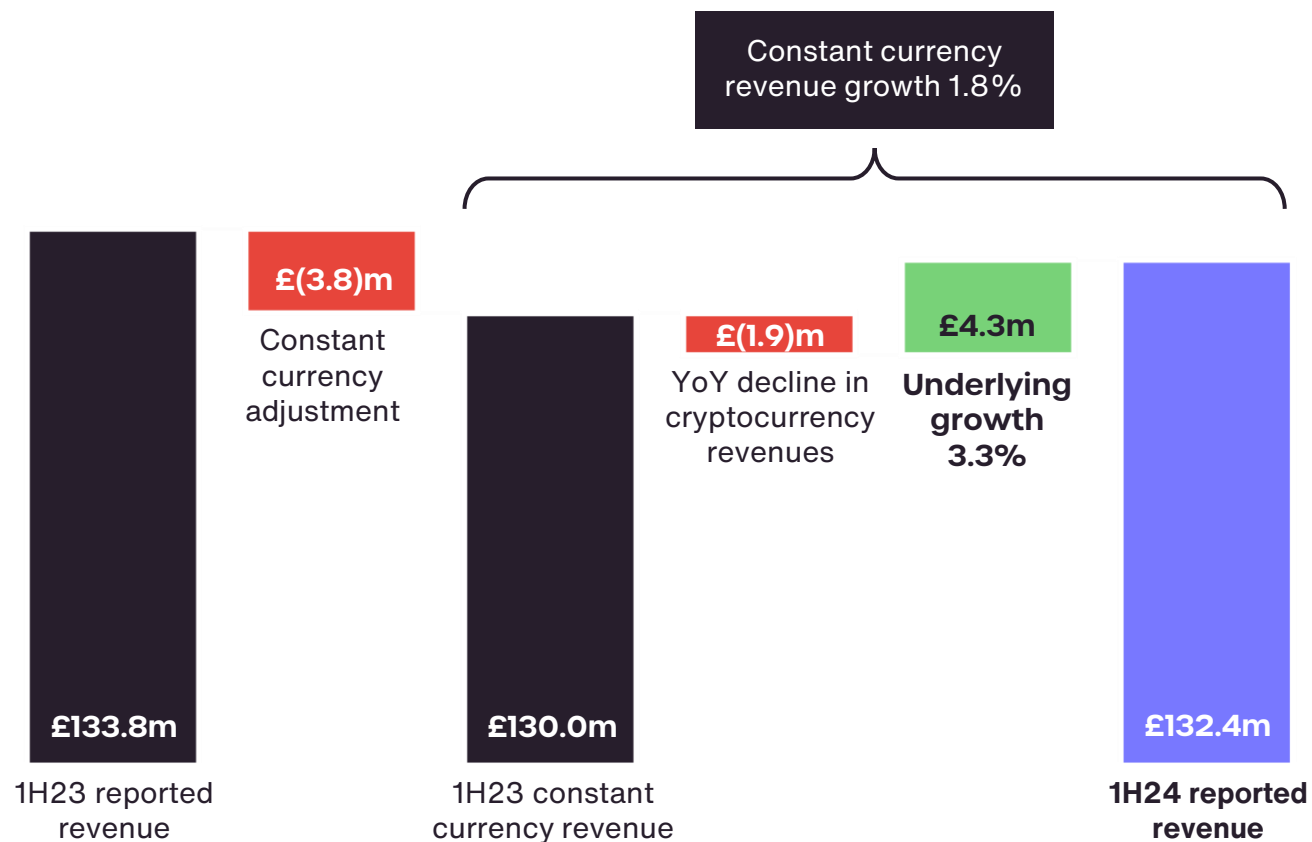 Constant currency
revenue growth 1.8%
£(3.8)m
Constant
currency
adjustment
£(1.9)m
YoY decline in
cryptocurrency
revenues
£4.3m
Underlying
growth
3.3%
£133.8m
1H23 reported
revenue
£130.0m
1H23 constant
currency revenue
£132.4m
1H24 reported
revenue